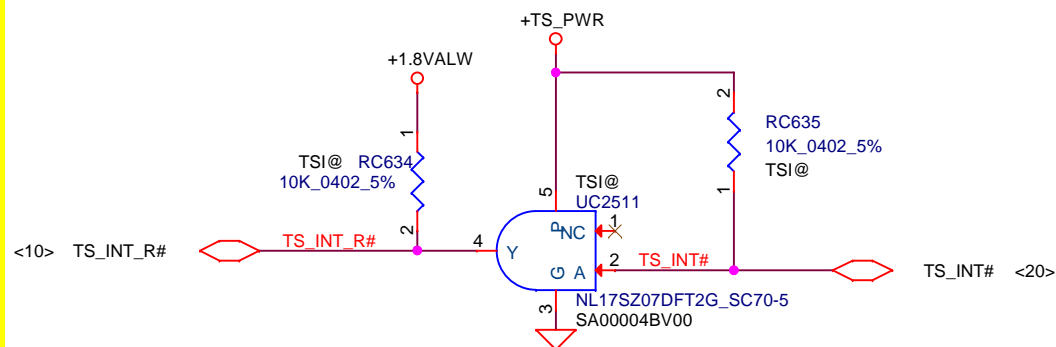 +TS_PWR
+1.8VALW
1
2
RC635
10K_0402_5%
TSI@
TSI@ RC634
10K_0402_5%
TSI@
UC2511
5
1
2
P
NC
1
<10> TS_INT_R#
TS_INT_R#
4
Y
G
A
2
TS_INT#
TS_INT# <20>
3
NL17SZ07DFT2G_SC70-5
SA00004BV00